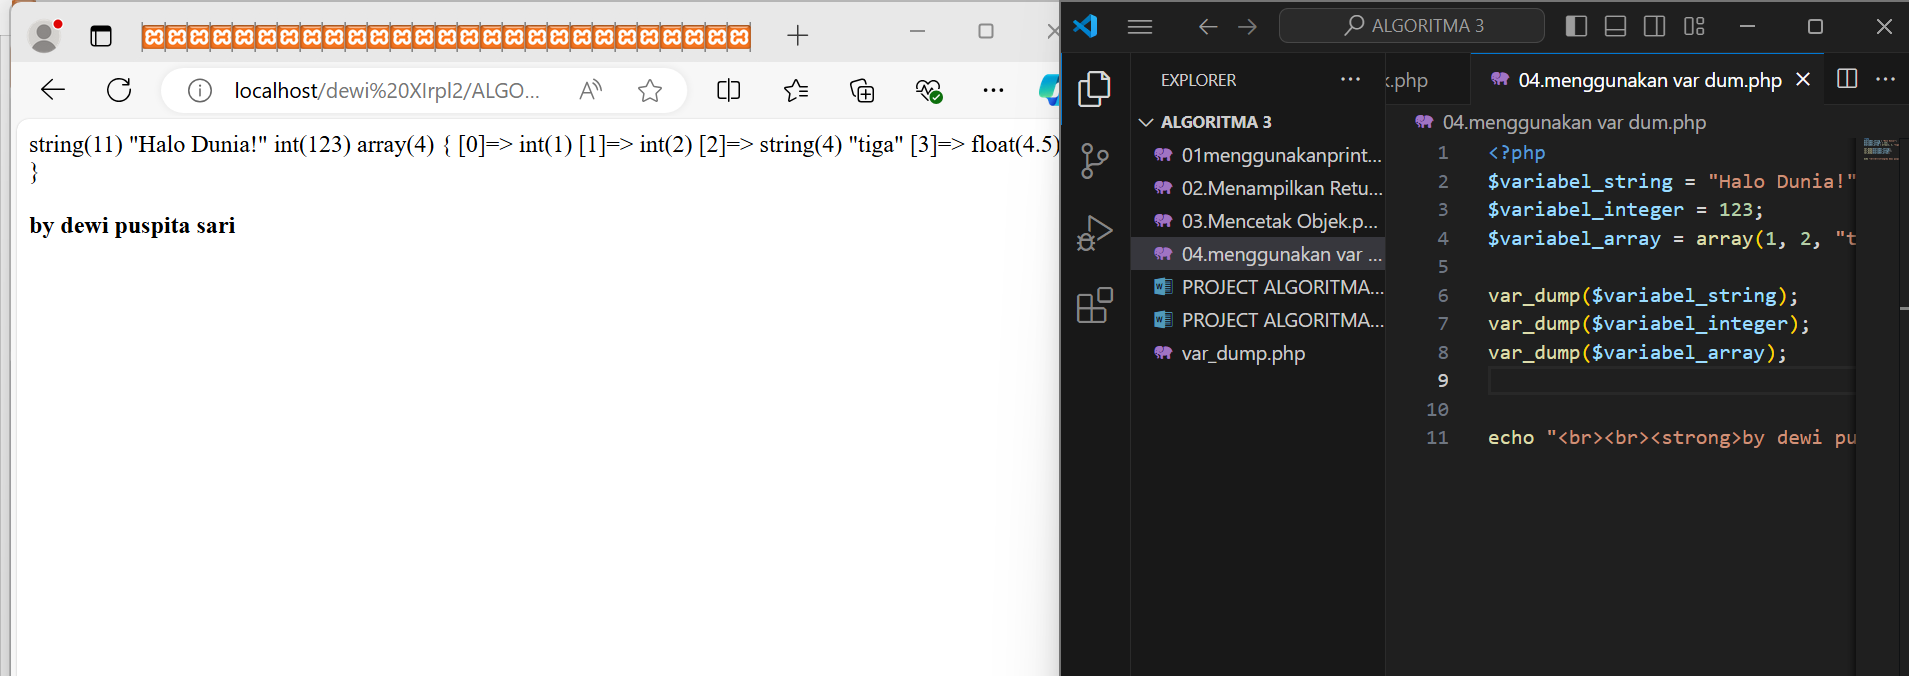 localhost/dewi%20XIrpl2/ALGO...
string(11) "Halo Dunia!" int(123) array(4) { [0]=> int(1) [1]=> int(2) [2]=> string(4) "tiga" [3]=> float(4.5)
}
by dewi puspita sari
ALGORITMA 3
EXPLORER
ALGORITMA 3
01menggunakanprint...
02.Menampilkan Retu...
03.Mencetak Objek.p...
04.menggunakan var ...
PROJECT ALGORITMA...
PROJECT ALGORITMA...
var_dump.php
.php
04.menggunakan var dum.php
04.menggunakan var dum.php
1 <?php
2 $variabel_string = "Halo Dunia!"
3 $variabel_integer = 123;
4 $variabel_array = array(1, 2, "t
5
6 var_dump($variabel_string);
7 var_dump($variabel_integer);
8 var_dump($variabel_array);
9
10
11 echo "<br><br><strong>by dewi pu